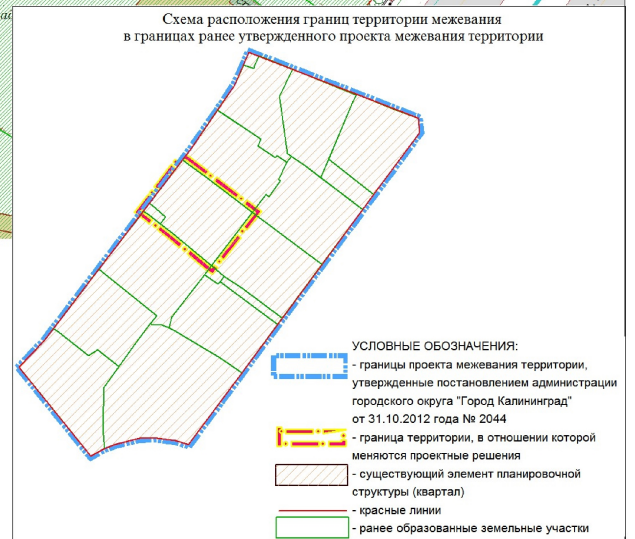 Схема расположения границ территории межевания
в границах ранее утвержденного проекта межевания территории
УСЛОВНЫЕ ОБОЗНАЧЕНИЯ:
- границы проекта межевания территории,
утвержденные постановлением администрации
городского округа "Город Калининград"
от 31.10.2012 года № 2044
- граница территории, в отношении которой
меняются проектные решения
- существующий элемент планировочной
структуры (квартал)
- красные линии
- ранее образованные земельные участки